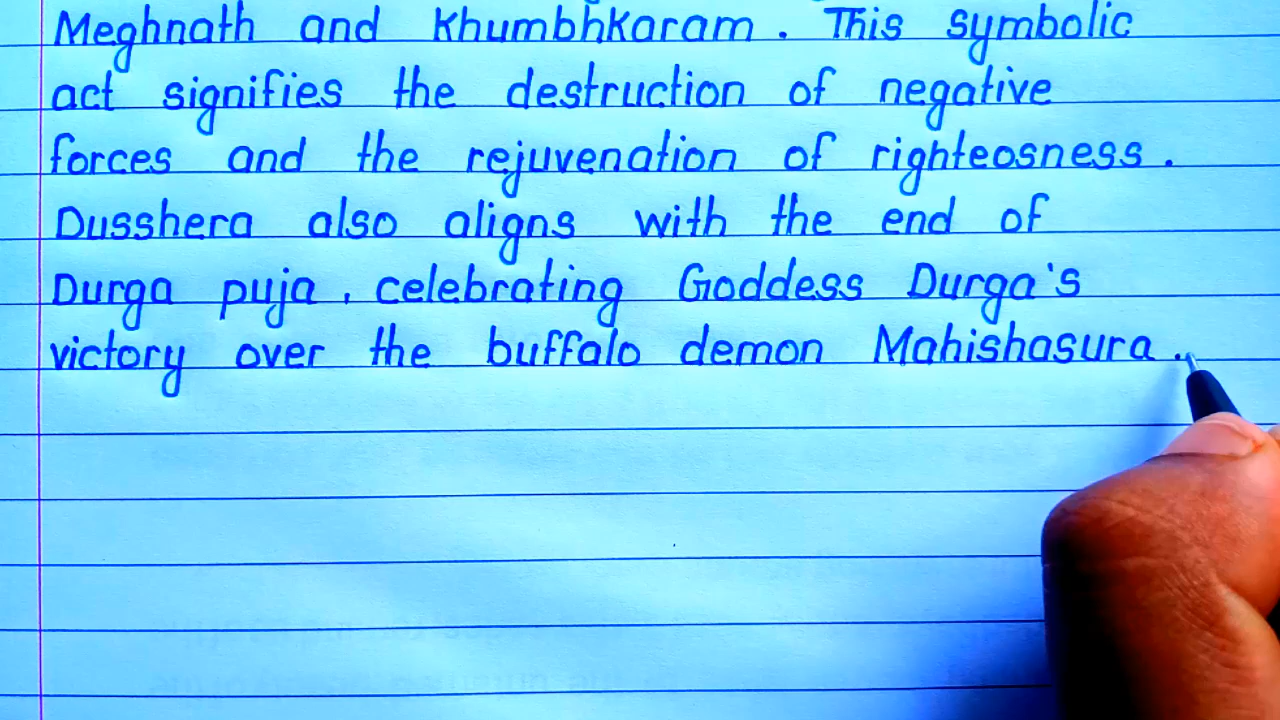 Meghnath and Khumbhkaram. This symbolic
act signifies the destruction of negative
forces and the rejuvenation of righteosness.
Dusshera also aligns with the end of
Durga puja, celebrating Goddess Durga's
victory over the buffalo demon Mahishasura.